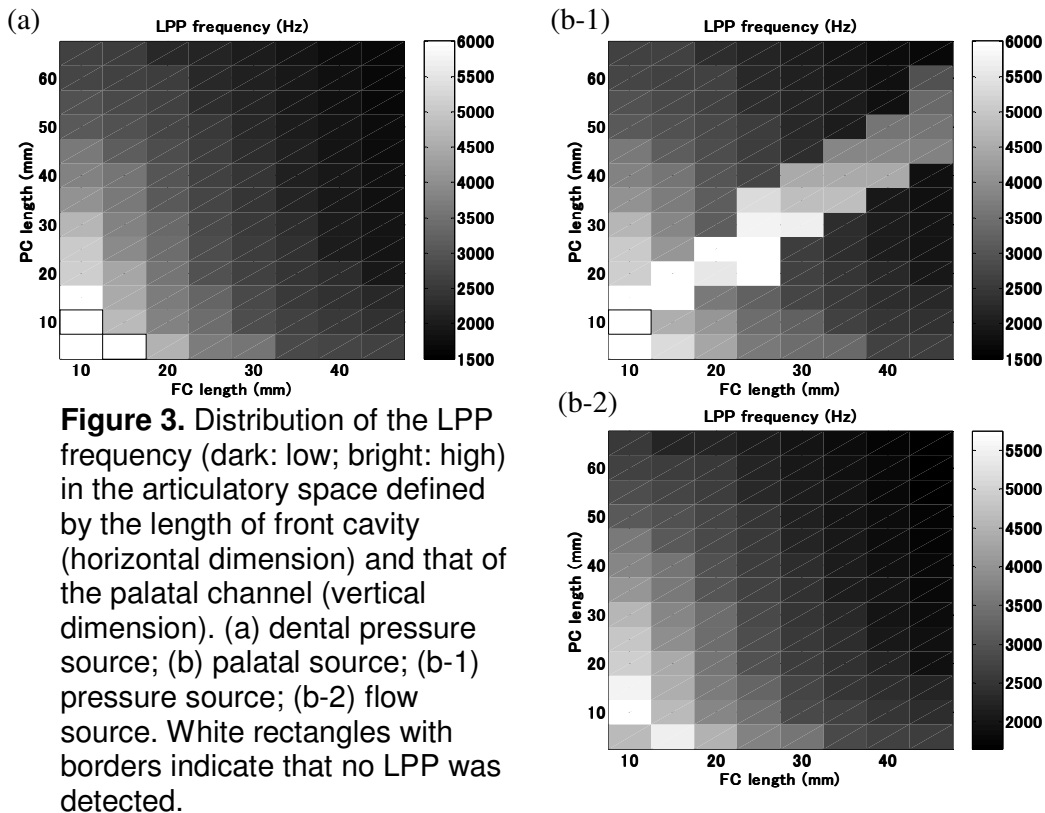 (a)
LPP frequency (Hz)
60
50
40
30
20
10
PC length (mm)
10 20 30 40
FC length (mm)
6000
5500
5000
4500
4000
3500
3000
2500
2000
1500
(b-1)
LPP frequency (Hz)
60
50
40
30
20
10
PC length (mm)
10 20 30 40
FC length (mm)
6000
5500
5000
4500
4000
3500
3000
2500
2000
1500
Figure 3. Distribution of the LPP
frequency (dark: low; bright: high)
in the articulatory space defined
by the length of front cavity
(horizontal dimension) and that of
the palatal channel (vertical
dimension). (a) dental pressure
source; (b) palatal source; (b-1)
pressure source; (b-2) flow
source. White rectangles with
borders indicate that no LPP was
detected.
(b-2)
LPP frequency (Hz)
60
50
40
30
20
10
PC length (mm)
10 20 30 40
FC length (mm)
5500
5000
4500
4000
3500
3000
2500
2000